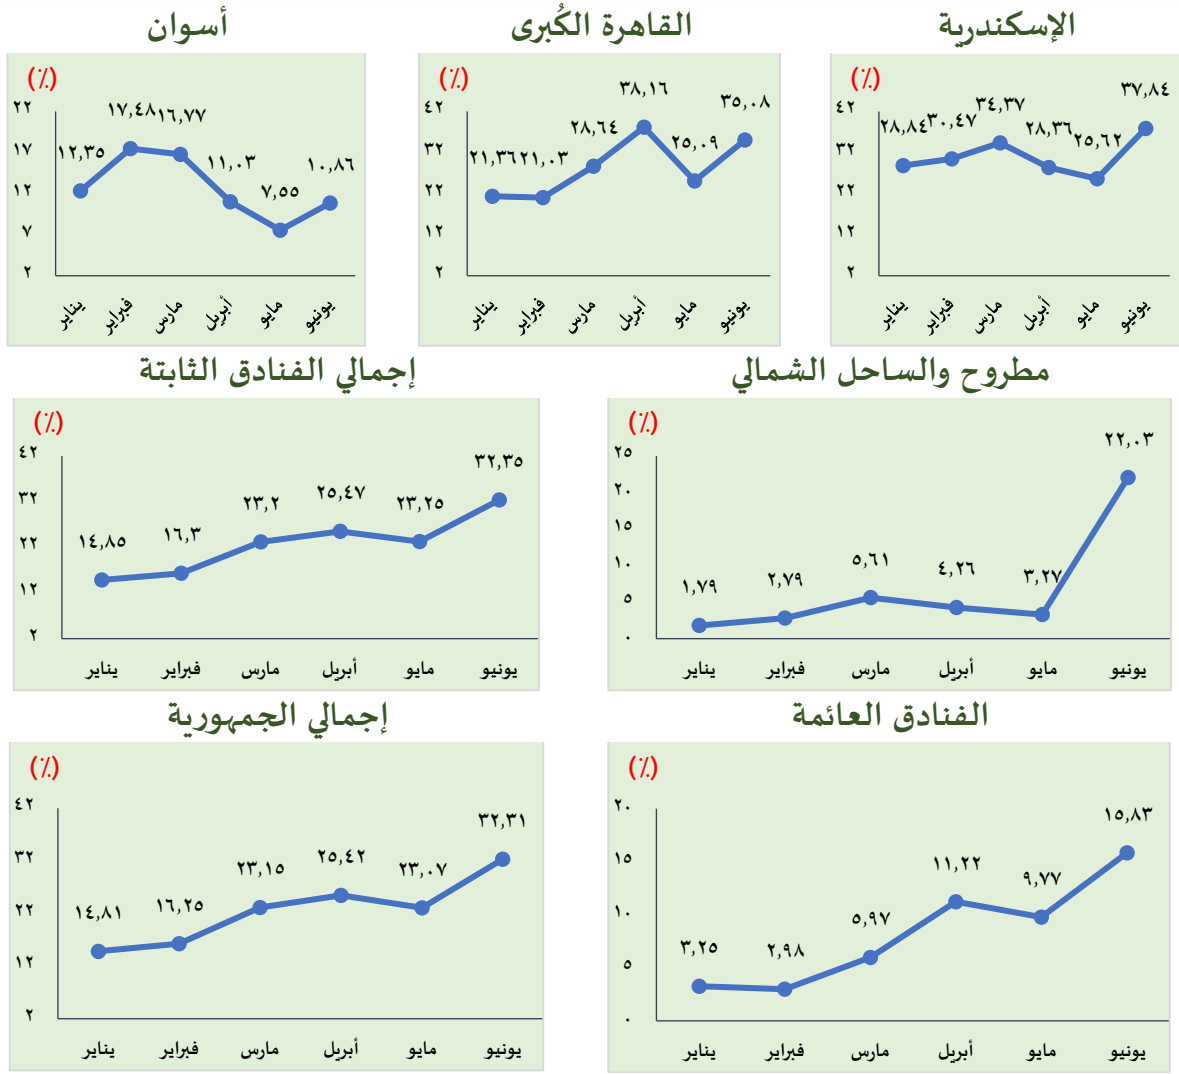 الإسكندرية
(٪)
٤٢
٣٢
٢٢
١٢
٢
٢٨,٨٤ ٣٠,٤٧ ٣٤,٣٧ ٢٨,٣٦ ٢٥,٦٢ ٣٧,٨٤
يناير فبراير مارس أبريل مايو يونيو
القاهرة الكُبرى
(٪)
٤٢
٣٢
٢٢
١٢
٢
٢١,٣٦ ٢١,٠٣ ٢٨,٦٤ ٣٨,١٦ ٢٥,٠٩ ٣٥,٠٨
يناير فبراير مارس أبريل مايو يونيو
أسوان
(٪)
٢٢
١٧
١٢
٧
٢
١٢,٣٥ ١٧,٤٨ ١٦,٧٧ ١١,٠٣ ٧,٥٥ ١٠,٨٦
يناير فبراير مارس أبريل مايو يونيو
مطروح والساحل الشمالي
(٪)
٢٥
٢٠
١٥
١٠
٥
٠
١,٧٩ ٢,٧٩ ٥,٦١ ٤,٢٦ ٣,٢٧ ٢٢,٠٣
يناير فبراير مارس أبريل مايو يونيو
إجمالي الفنادق الثابتة
(٪)
٤٢
٣٢
٢٢
١٢
٢
١٤,٨٥ ١٦,٣ ٢٣,٢ ٢٥,٤٧ ٢٣,٢٥ ٣٢,٣٥
يناير فبراير مارس أبريل مايو يونيو
الفنادق العائمة
(٪)
٢٠
١٥
١٠
٥
٠
٣,٢٥ ٢,٩٨ ٥,٩٧ ١١,٢٢ ٩,٧٧ ١٥,٨٣
يناير فبراير مارس أبريل مايو يونيو
إجمالي الجمهورية
(٪)
٤٢
٣٢
٢٢
١٢
٢
١٤,٨١ ١٦,٢٥ ٢٣,١٥ ٢٥,٤٢ ٢٣,٠٧ ٣٢,٣١
يناير فبراير مارس أبريل مايو يونيو